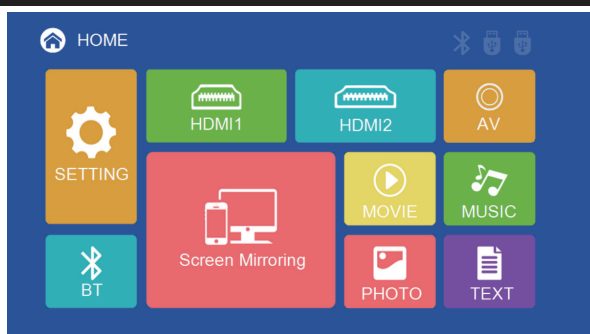 HOME
HDMI1
HDMI2
AV
SETTING
MOVIE
MUSIC
Screen Mirroring
BT
PHOTO
TEXT